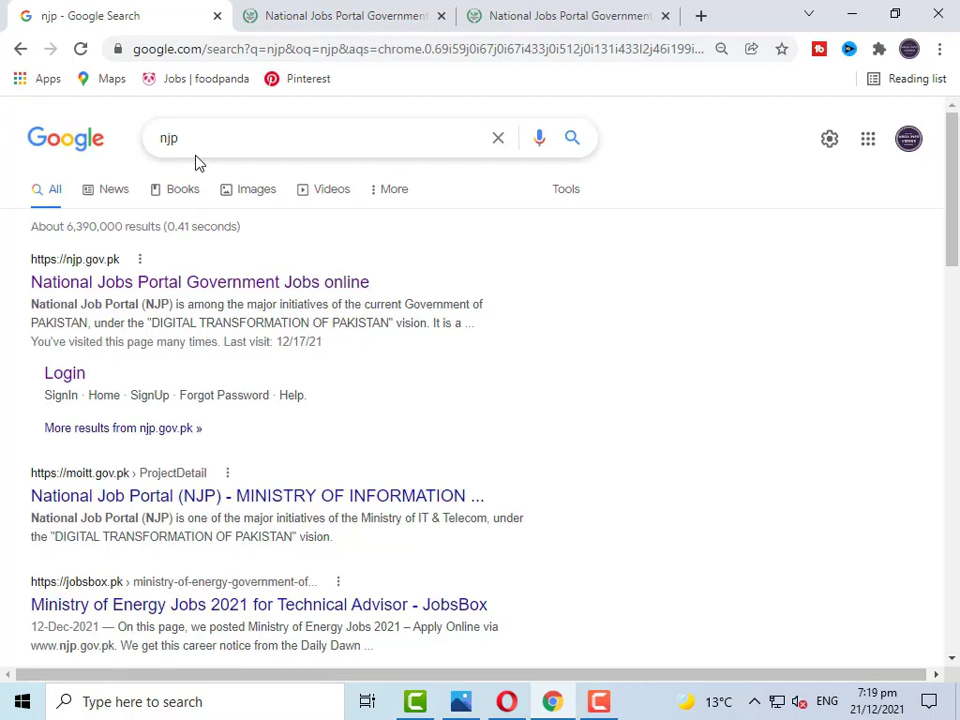 njp - Google Search
National Jobs Portal Government
National Jobs Portal Government
google.com/search?q=njp&oq=njp&aqs=chrome.0.69i59j0i67j0i67i433j0i512j0i131i433l2j46i199i...
Apps
Maps
Jobs | foodpanda
Pinterest
Reading list
Google
njp
All
News
Books
Images
Videos
More
Tools
About 6,390,000 results (0.41 seconds)
https://njp.gov.pk
National Jobs Portal Government Jobs online
National Job Portal (NJP) is among the major initiatives of the current Government of
PAKISTAN, under the "DIGITAL TRANSFORMATION OF PAKISTAN" vision. It is a ...
You've visited this page many times. Last visit: 12/17/21
Login
SignIn · Home · SignUp · Forgot Password · Help.
More results from njp.gov.pk »
https://moitt.gov.pk › ProjectDetail
National Job Portal (NJP) - MINISTRY OF INFORMATION ...
National Job Portal (NJP) is one of the major initiatives of the Ministry of IT & Telecom, under
the "DIGITAL TRANSFORMATION OF PAKISTAN" vision.
https://jobsbox.pk › ministry-of-energy-government-of...
Ministry of Energy Jobs 2021 for Technical Advisor - JobsBox
12-Dec-2021 — On this page, we posted Ministry of Energy Jobs 2021 – Apply Online via
www.njp.gov.pk. We get this career notice from the Daily Dawn ...
Type here to search
13°C
ENG
7:19 pm
21/12/2021